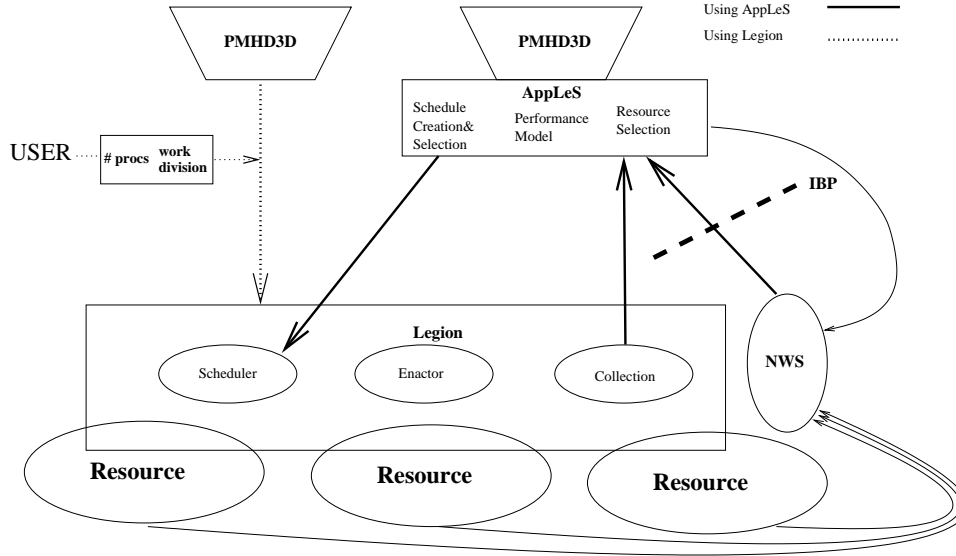 Using AppLeS
Using Legion
PMHD3D
PMHD3D
AppLeS
Schedule
Creation&
Selection
Performance
Model
Resource
Selection
USER
# procs
work
division
IBP
Legion
Scheduler
Enactor
Collection
NWS
Resource
Resource
Resource